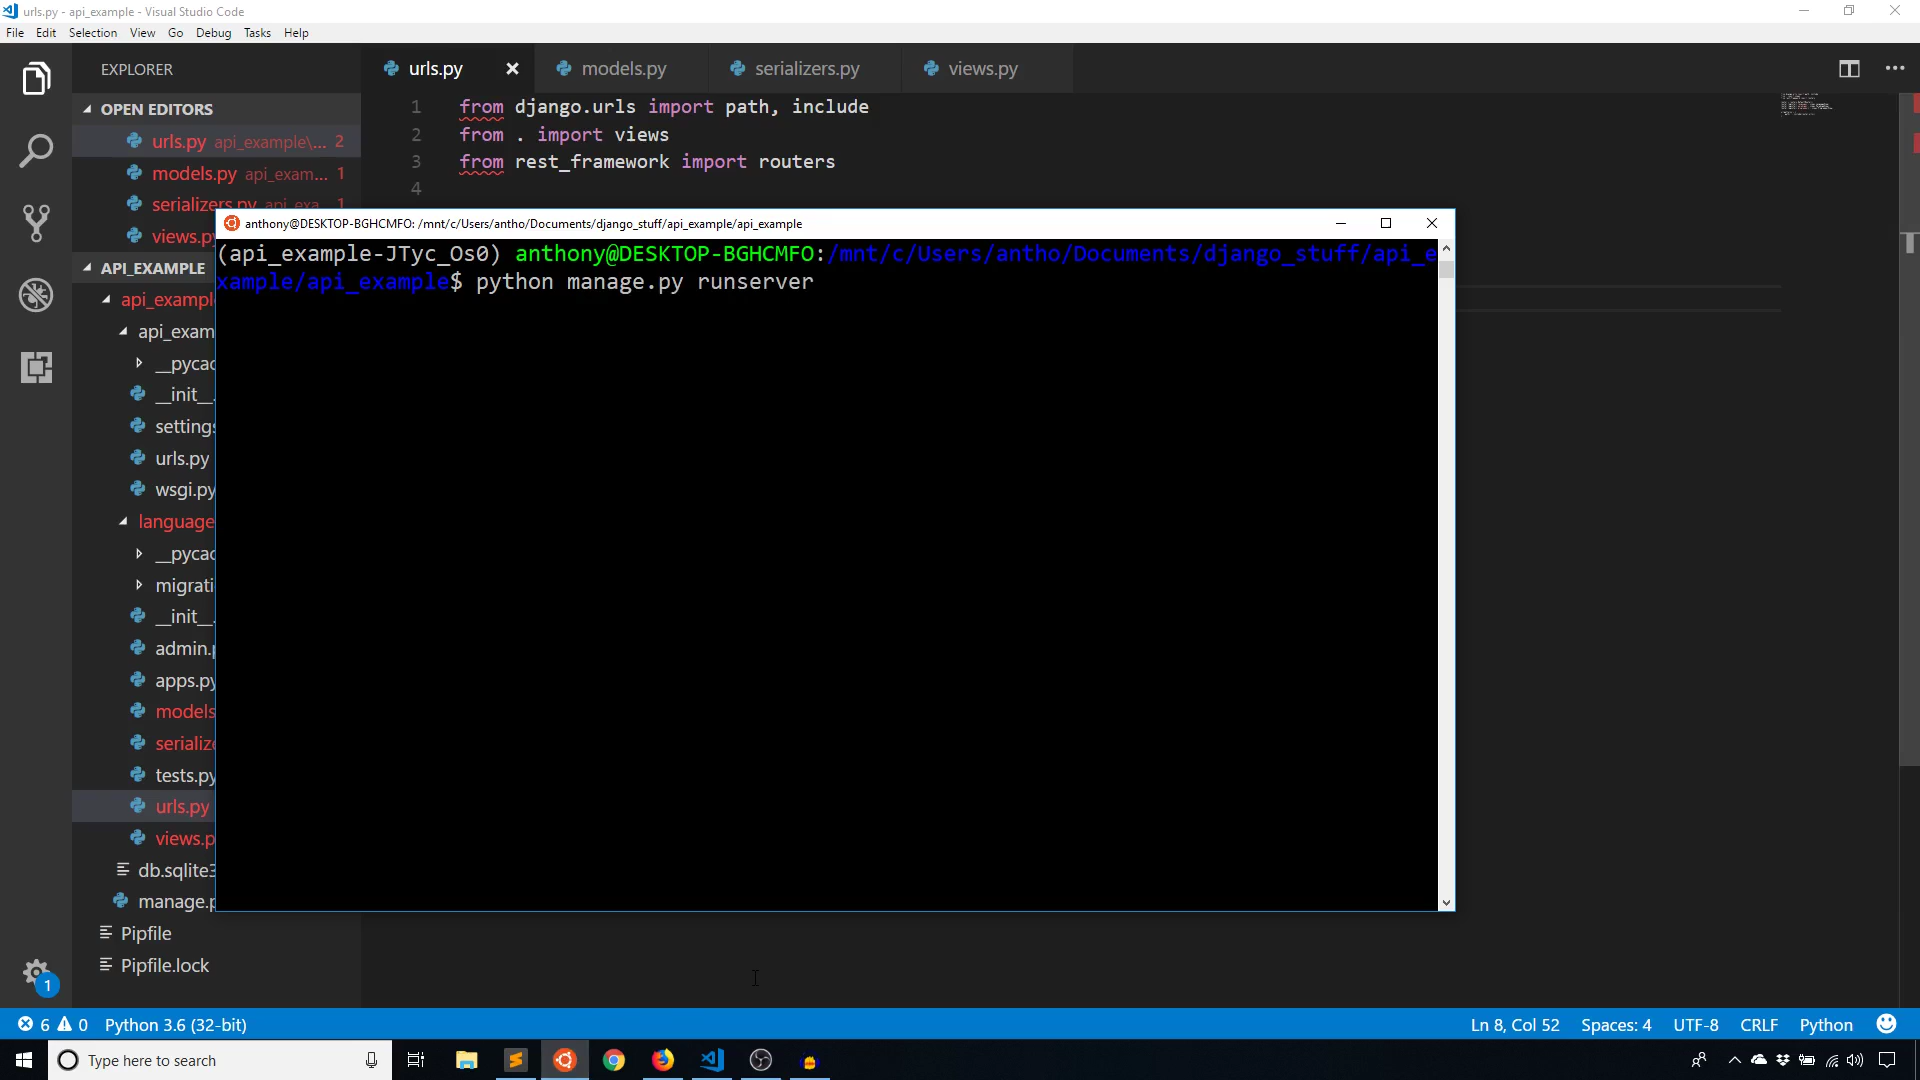 urls.py - api_example - Visual Studio Code
File Edit Selection View Go Debug Tasks Help
EXPLORER
urls.py
models.py
serializers.py
views.py
OPEN EDITORS
urls.py api_example\... 2
models.py api_exam... 1
serializers.py api_exa 1
views.py
API_EXAMPLE
1 from django.urls import path, include
2 from . import views
3 from rest_framework import routers
4
anthony@DESKTOP-BGHCMFO: /mnt/c/Users/antho/Documents/django_stuff/api_example/api_example
(api_example-JTyc_Os0) anthony@DESKTOP-BGHCMFO:/mnt/c/Users/antho/Documents/django_stuff/api_e
xample/api_example$ python manage.py runserver
api_example
api_exam
__pycac
__init__.
settings
urls.py
wsgi.py
language
__pycac
migrati
__init__.
admin.p
apps.py
models
serialize
tests.py
urls.py
views.p
db.sqlite3
manage.p
Pipfile
Pipfile.lock
1
6 0 Python 3.6 (32-bit)
Ln 8, Col 52 Spaces: 4 UTF-8 CRLF Python
Type here to search